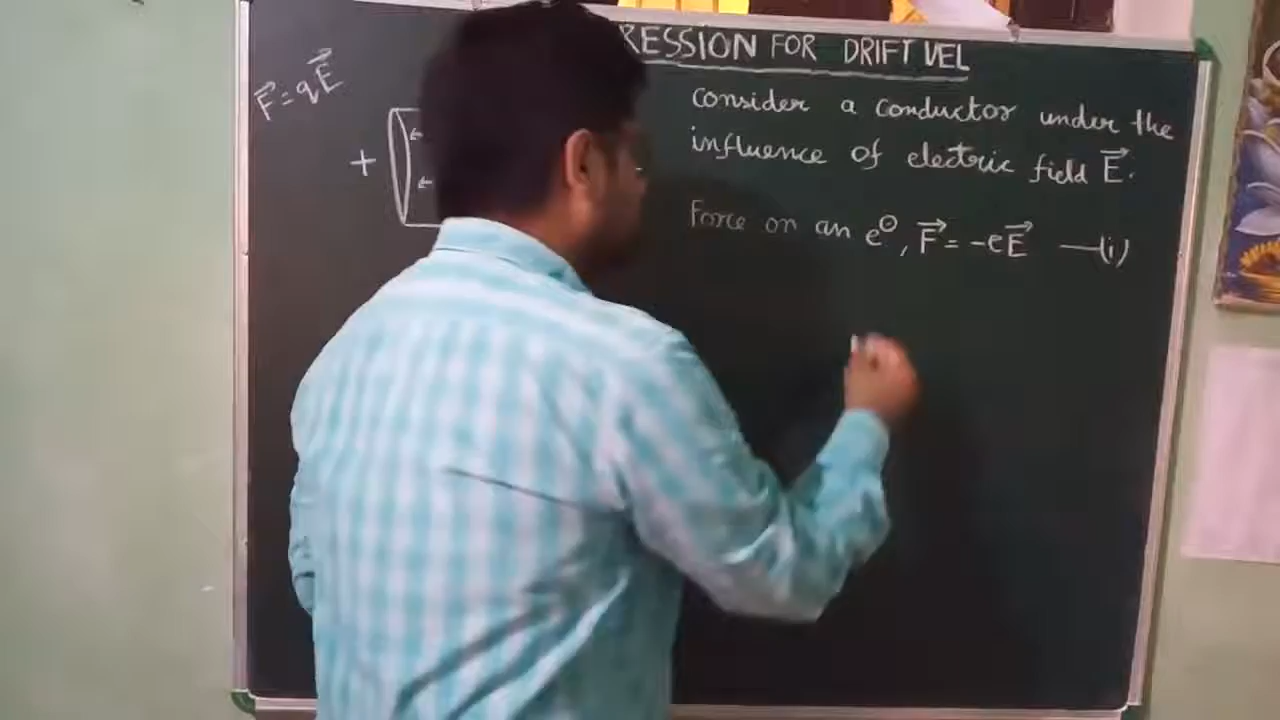 RESSION FOR DRIFT VEL
F⃗ = qE⃗
+
Consider a conductor under the
influence of electric field E⃗.
Force on an e⊖, F⃗ = -eE⃗ —(i)